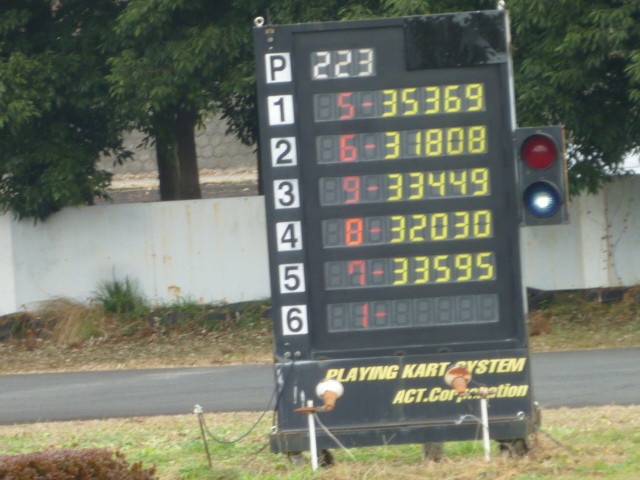 P 223
1 5- 35369
2 6- 31808
3 9- 33449
4 8- 32030
5 7- 33595
6 1-
PLAYING KART SYSTEM
ACT.Corporation